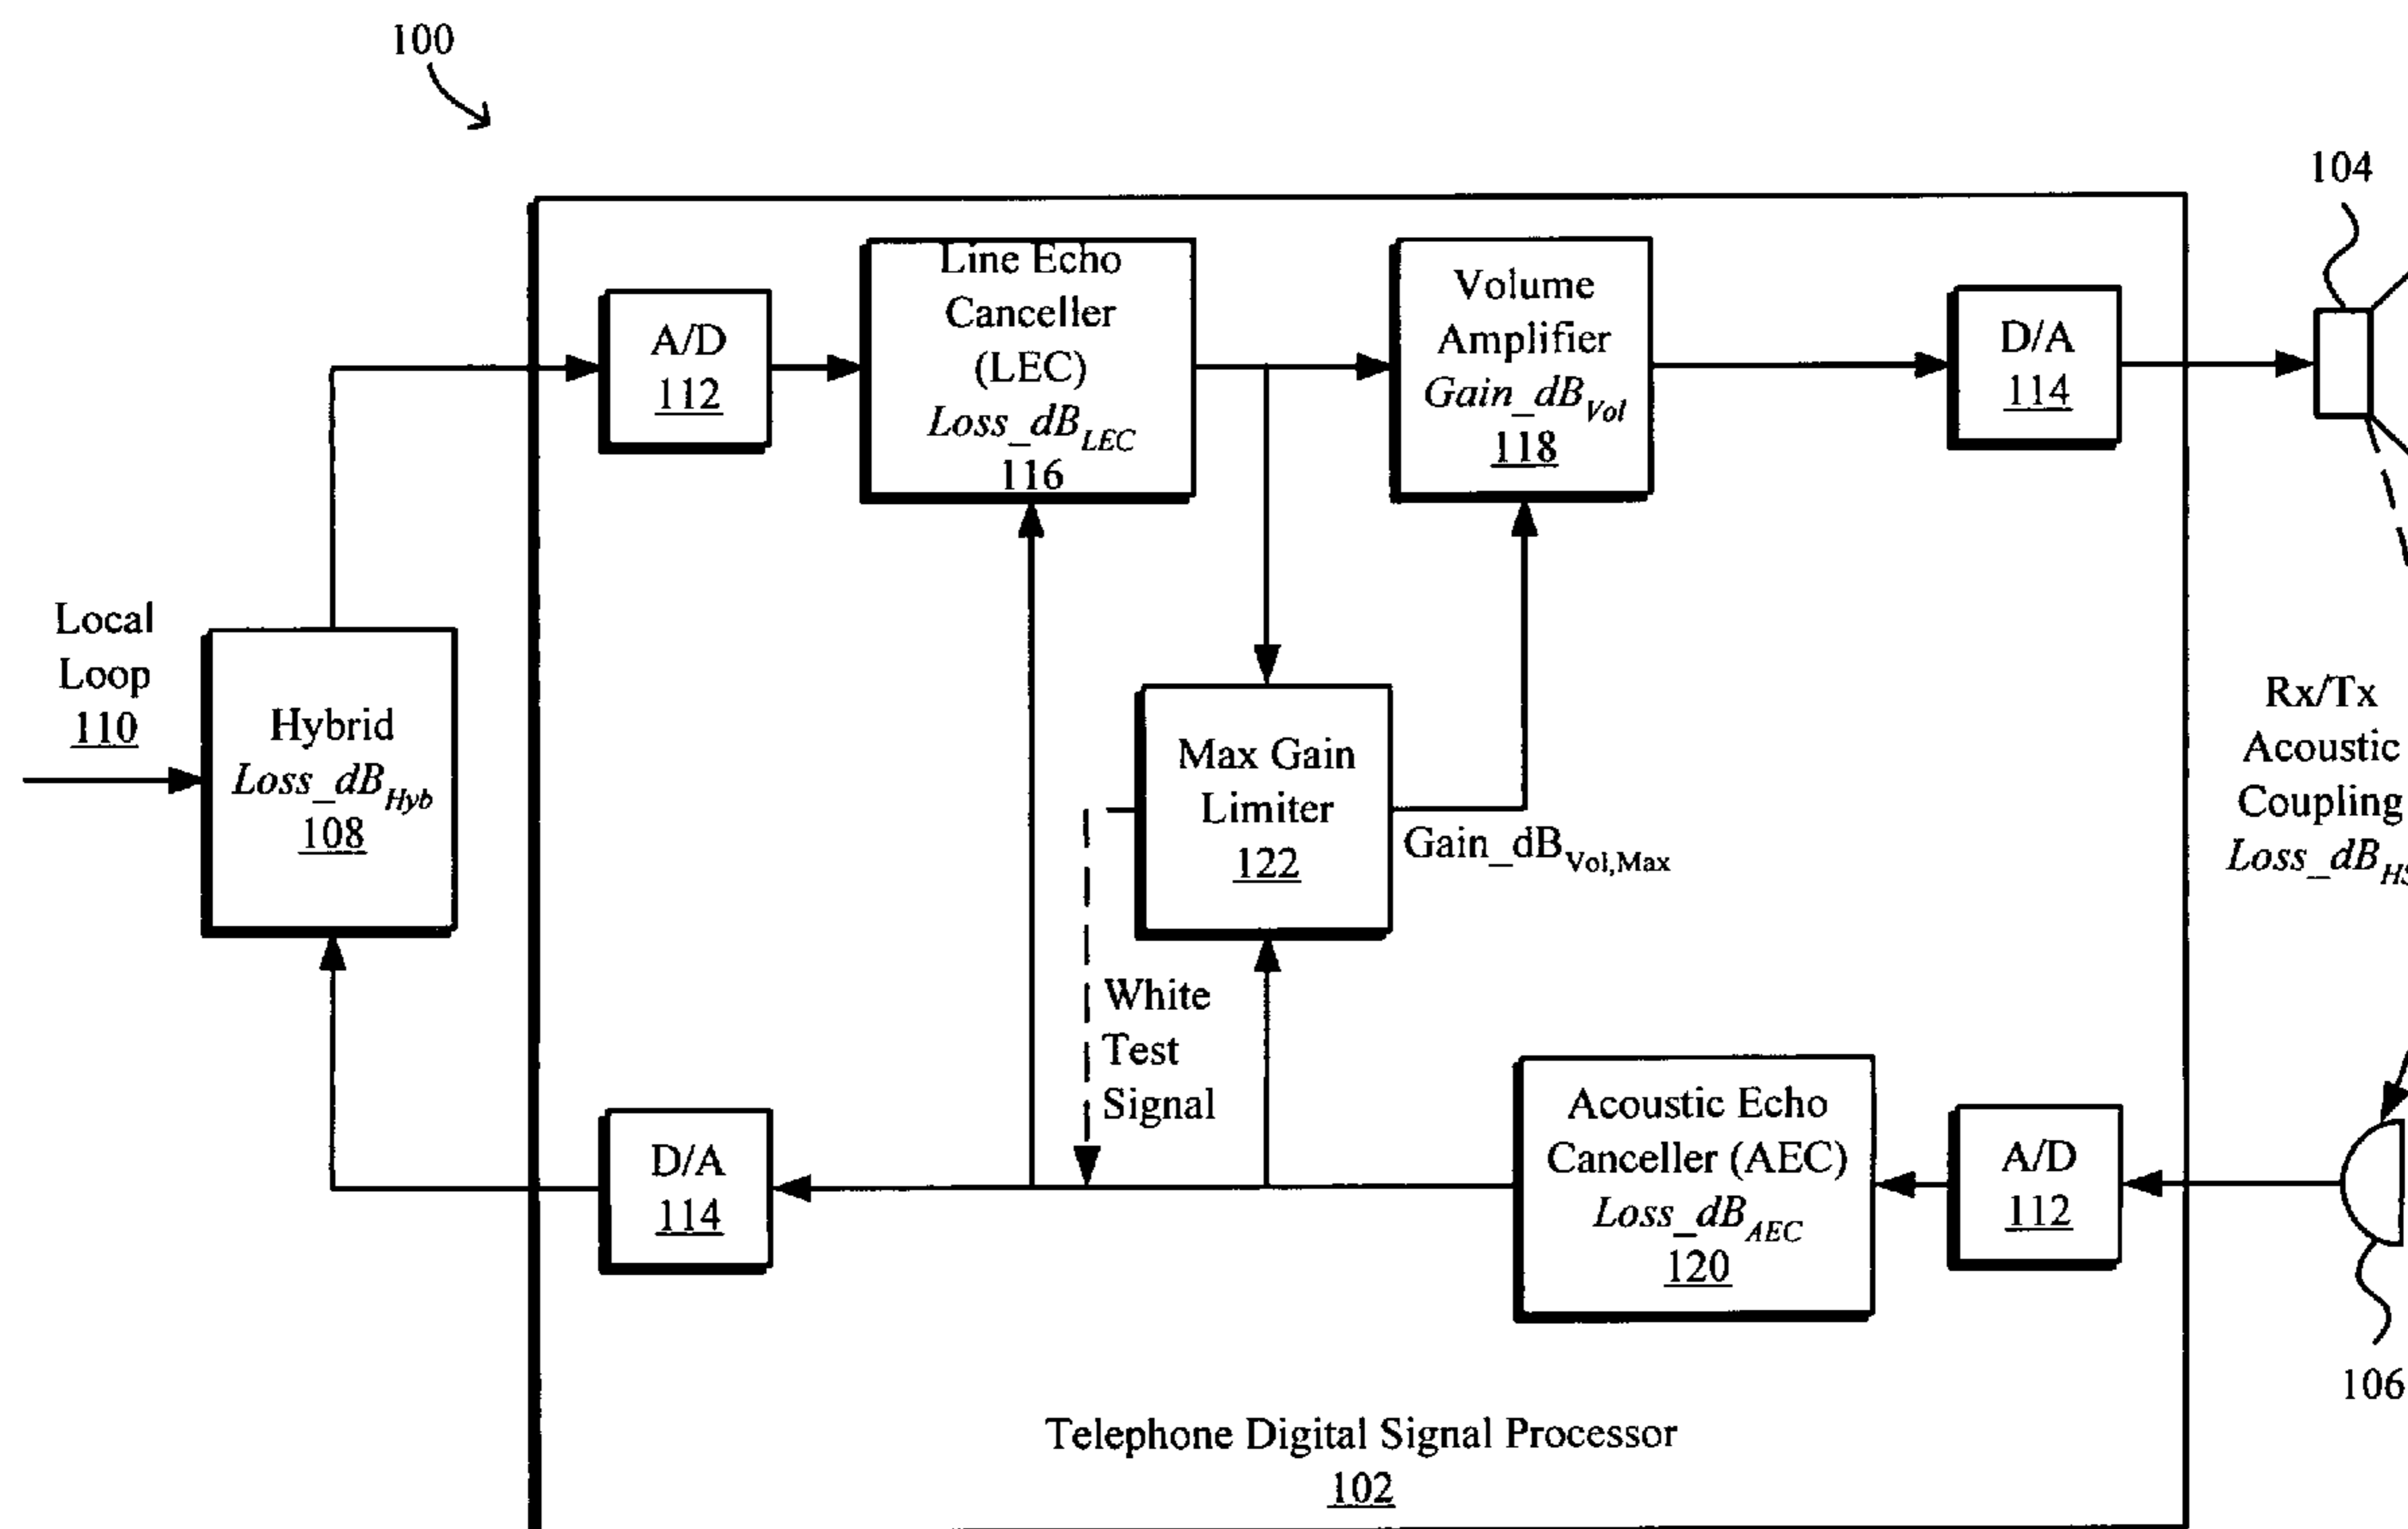 100
104
Line Echo
Canceller
(LEC)
Loss_dB_LEC
116
Volume
Amplifier
Gain_dB_Vol
118
A/D
112
D/A
114
Local
Loop
110
Hybrid
Loss_dB_Hyb
108
Max Gain
Limiter
122
Gain_dB_Vol,Max
Rx/Tx
Acoustic
Coupling
Loss_dB_HS
White
Test
Signal
D/A
114
Acoustic Echo
Canceller (AEC)
Loss_dB_AEC
120
A/D
112
106
Telephone Digital Signal Processor
102